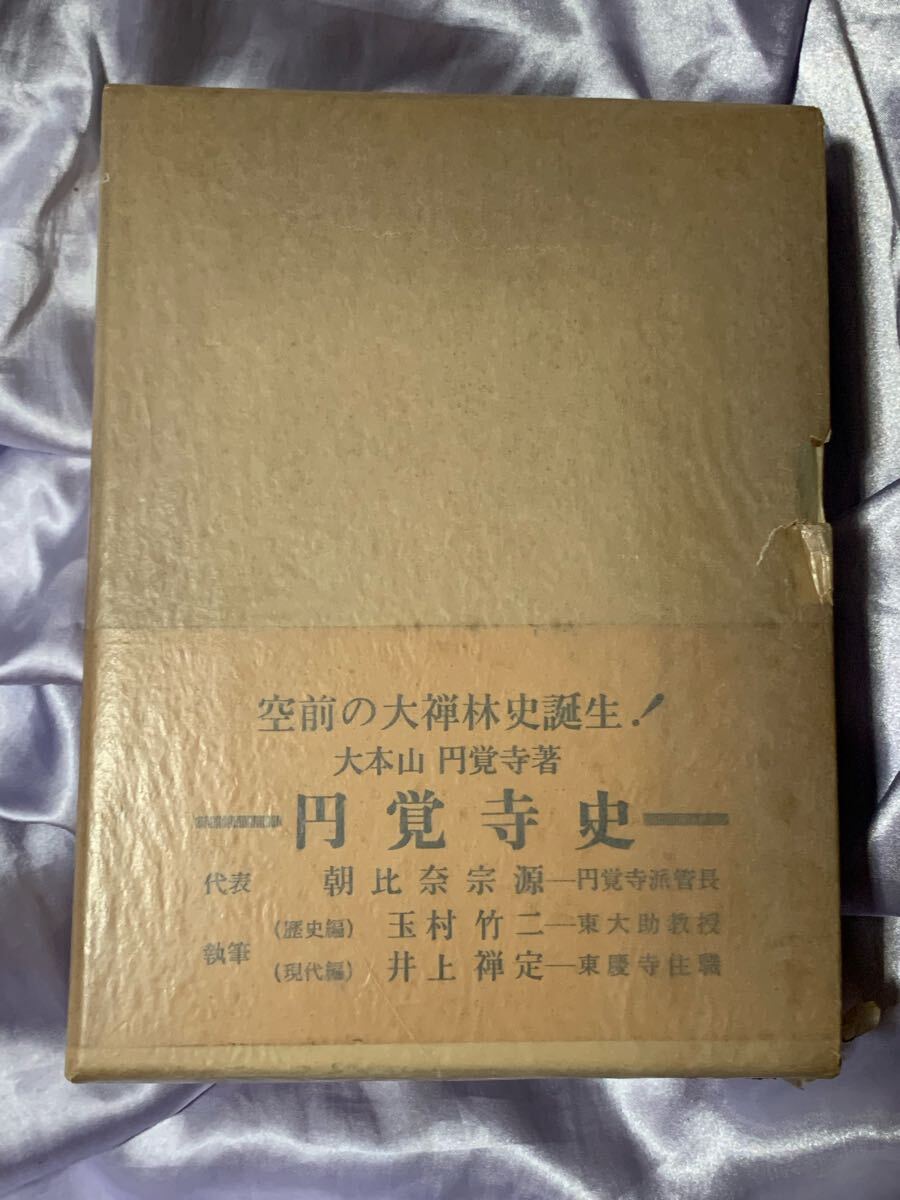 空前の大禅林史誕生！
大本山 円覚寺著
円覚寺史
代表 朝比奈宗源―円覚寺派管長
執筆
(歴史編) 玉村竹二―東大助教授
(現代編) 井上禅定―東慶寺住職